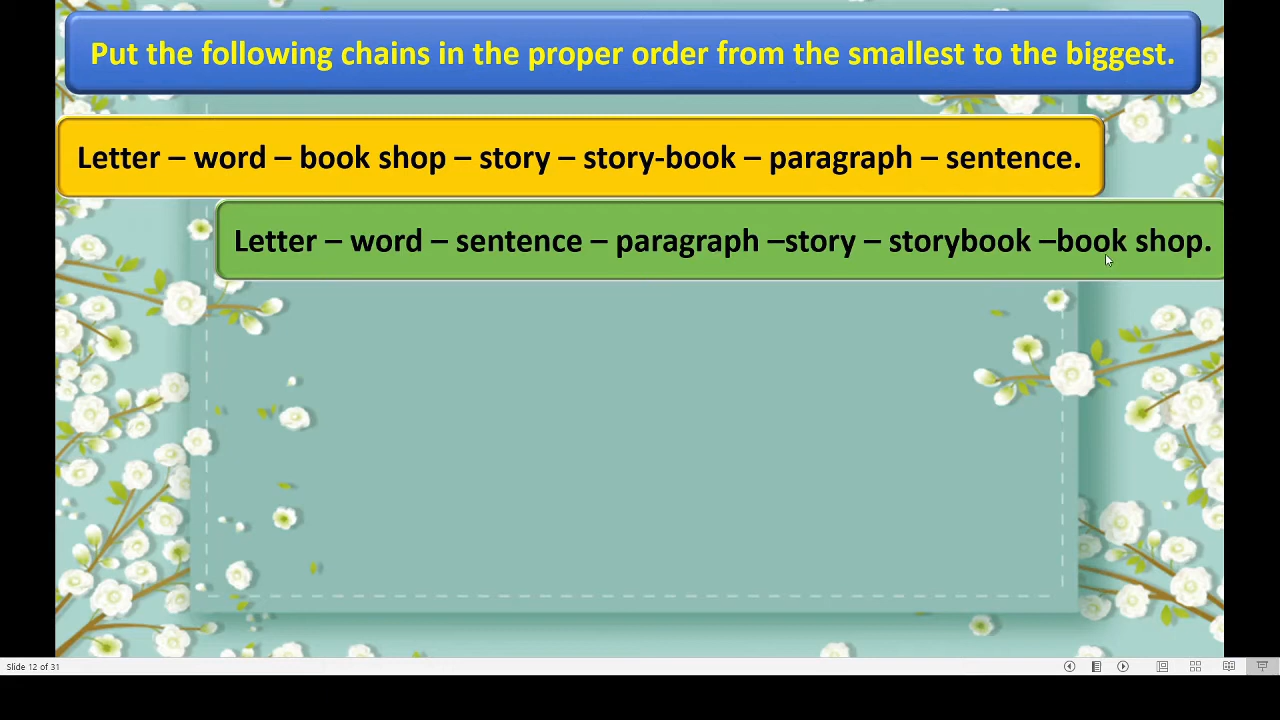 Put the following chains in the proper order from the smallest to the biggest.
Letter – word – book shop – story – story-book – paragraph – sentence.
Letter – word – sentence – paragraph –story – storybook –book shop.
Slide 12 of 31